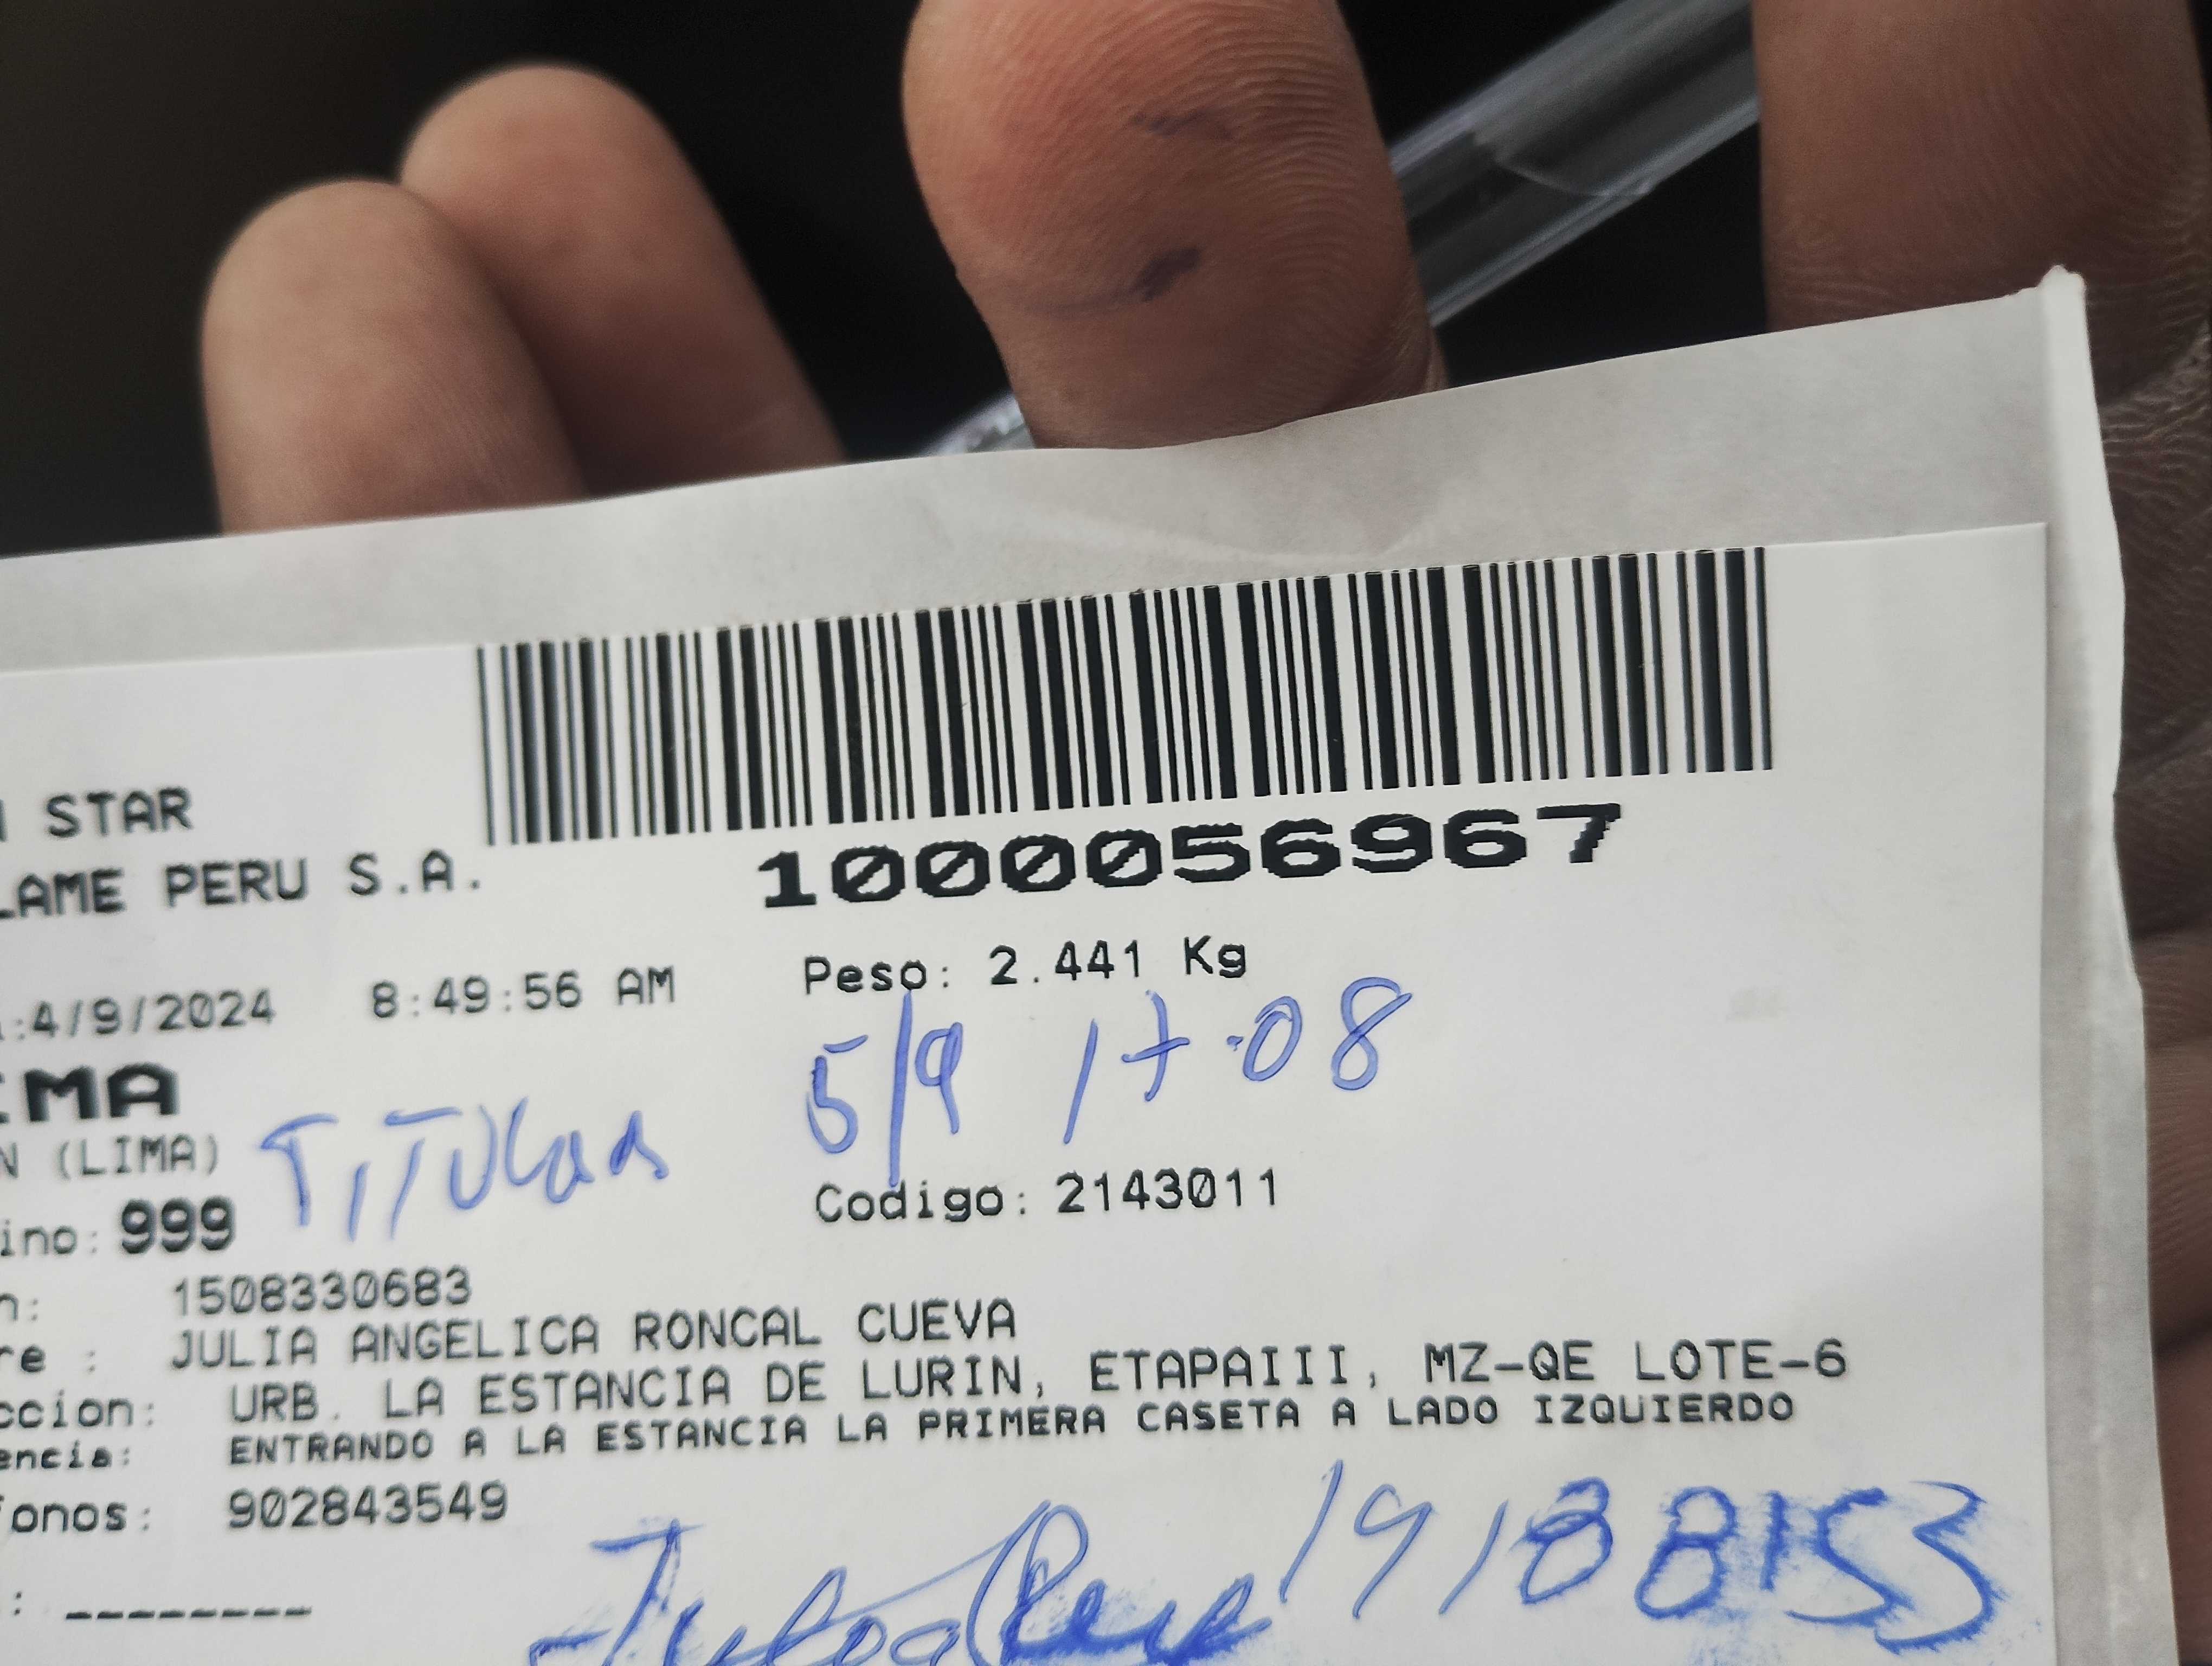 STAR
LAME PERU S.A.
1000056967
:4/9/2024 8:49:56 AM
Peso: 2.441 Kg
5/9 17:08
IMA
N (LIMA)
TITULAR
Codigo: 2143011
ino: 999
n: 1508330683
re : JULIA ANGELICA RONCAL CUEVA
ccion: URB. LA ESTANCIA DE LURIN, ETAPAIII, MZ-QE LOTE-6
encia: ENTRANDO A LA ESTANCIA LA PRIMERA CASETA A LADO IZQUIERDO
fonos: 902843549
: --------